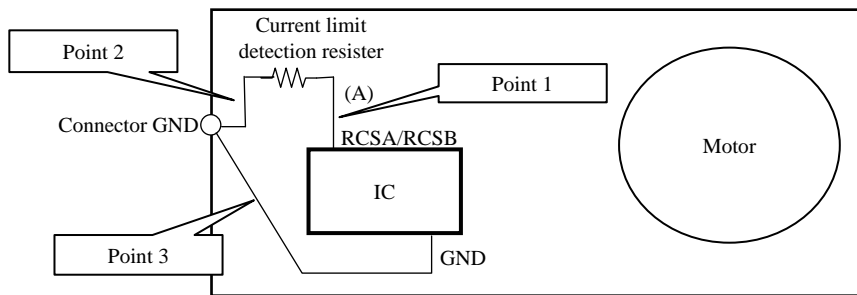 Current limit
detection resister
Point 2
(A)
Point 1
Connector GND
RCSA/RCSB
Motor
IC
Point 3
GND